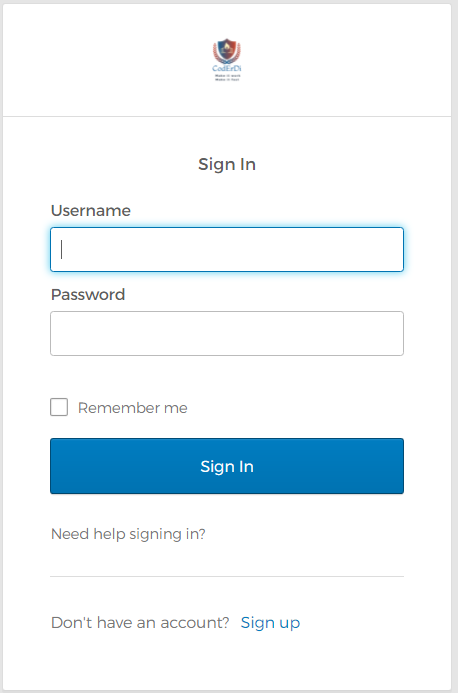 CodErDi
Sign In
Username
Password
Remember me
Sign In
Need help signing in?
Don't have an account? Sign up